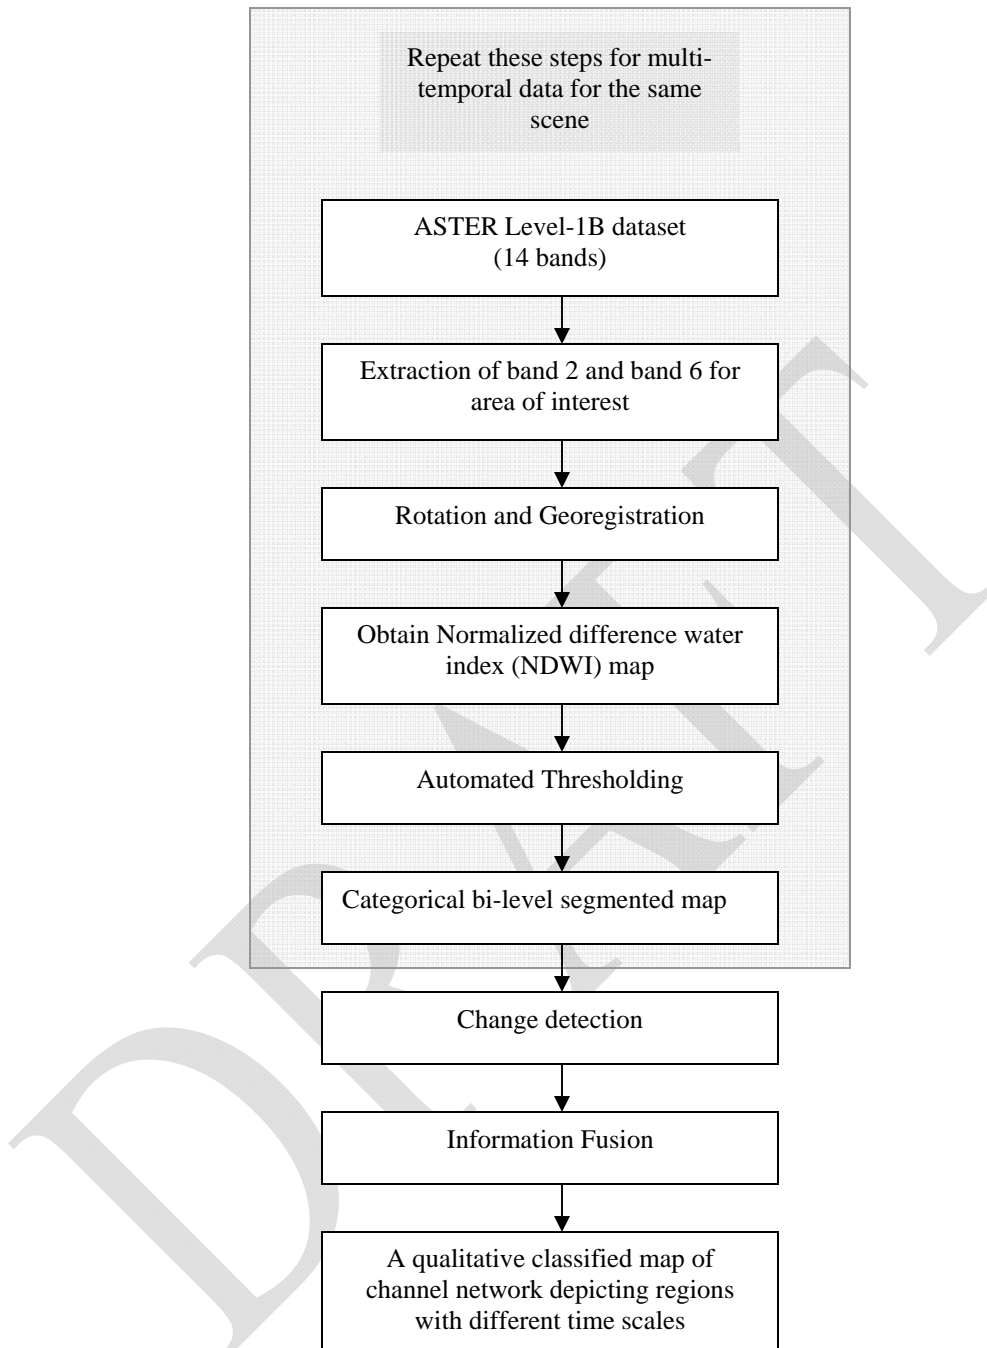 Repeat these steps for multi-
temporal data for the same
scene
ASTER Level-1B dataset
(14 bands)
Extraction of band 2 and band 6 for
area of interest
Rotation and Georegistration
Obtain Normalized difference water
index (NDWI) map
Automated Thresholding
Categorical bi-level segmented map
Change detection
Information Fusion
A qualitative classified map of
channel network depicting regions
with different time scales
DRAFT